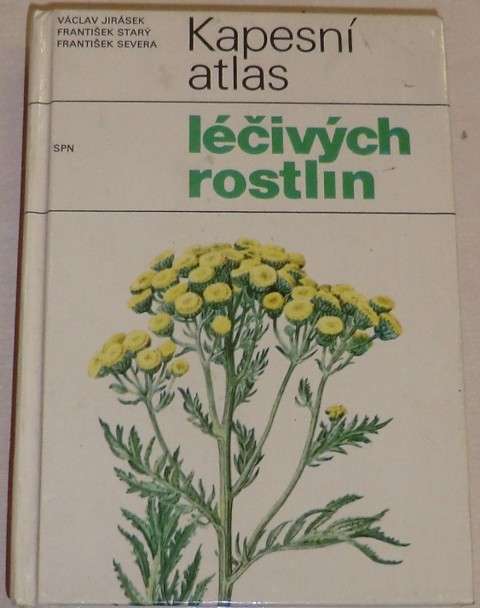 VÁCLAV JIRÁSEK
FRANTIŠEK STARÝ
FRANTIŠEK SEVERA
Kapesní
atlas
SPN
léčivých
rostlin